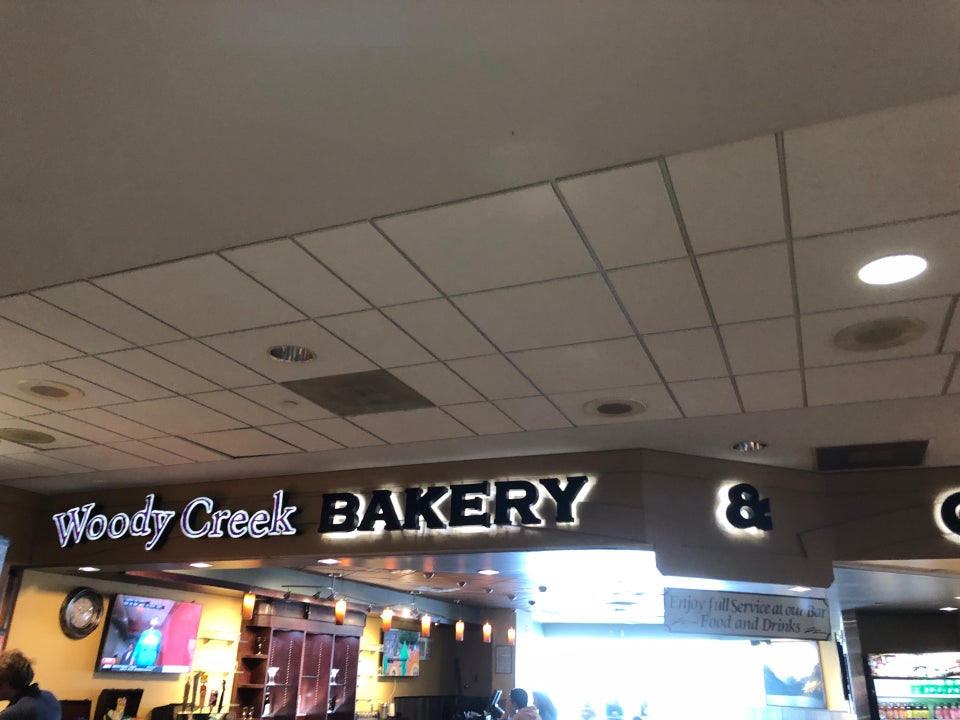 Woody Creek BAKERY &
Enjoy full Service at our Bar
Food and Drinks